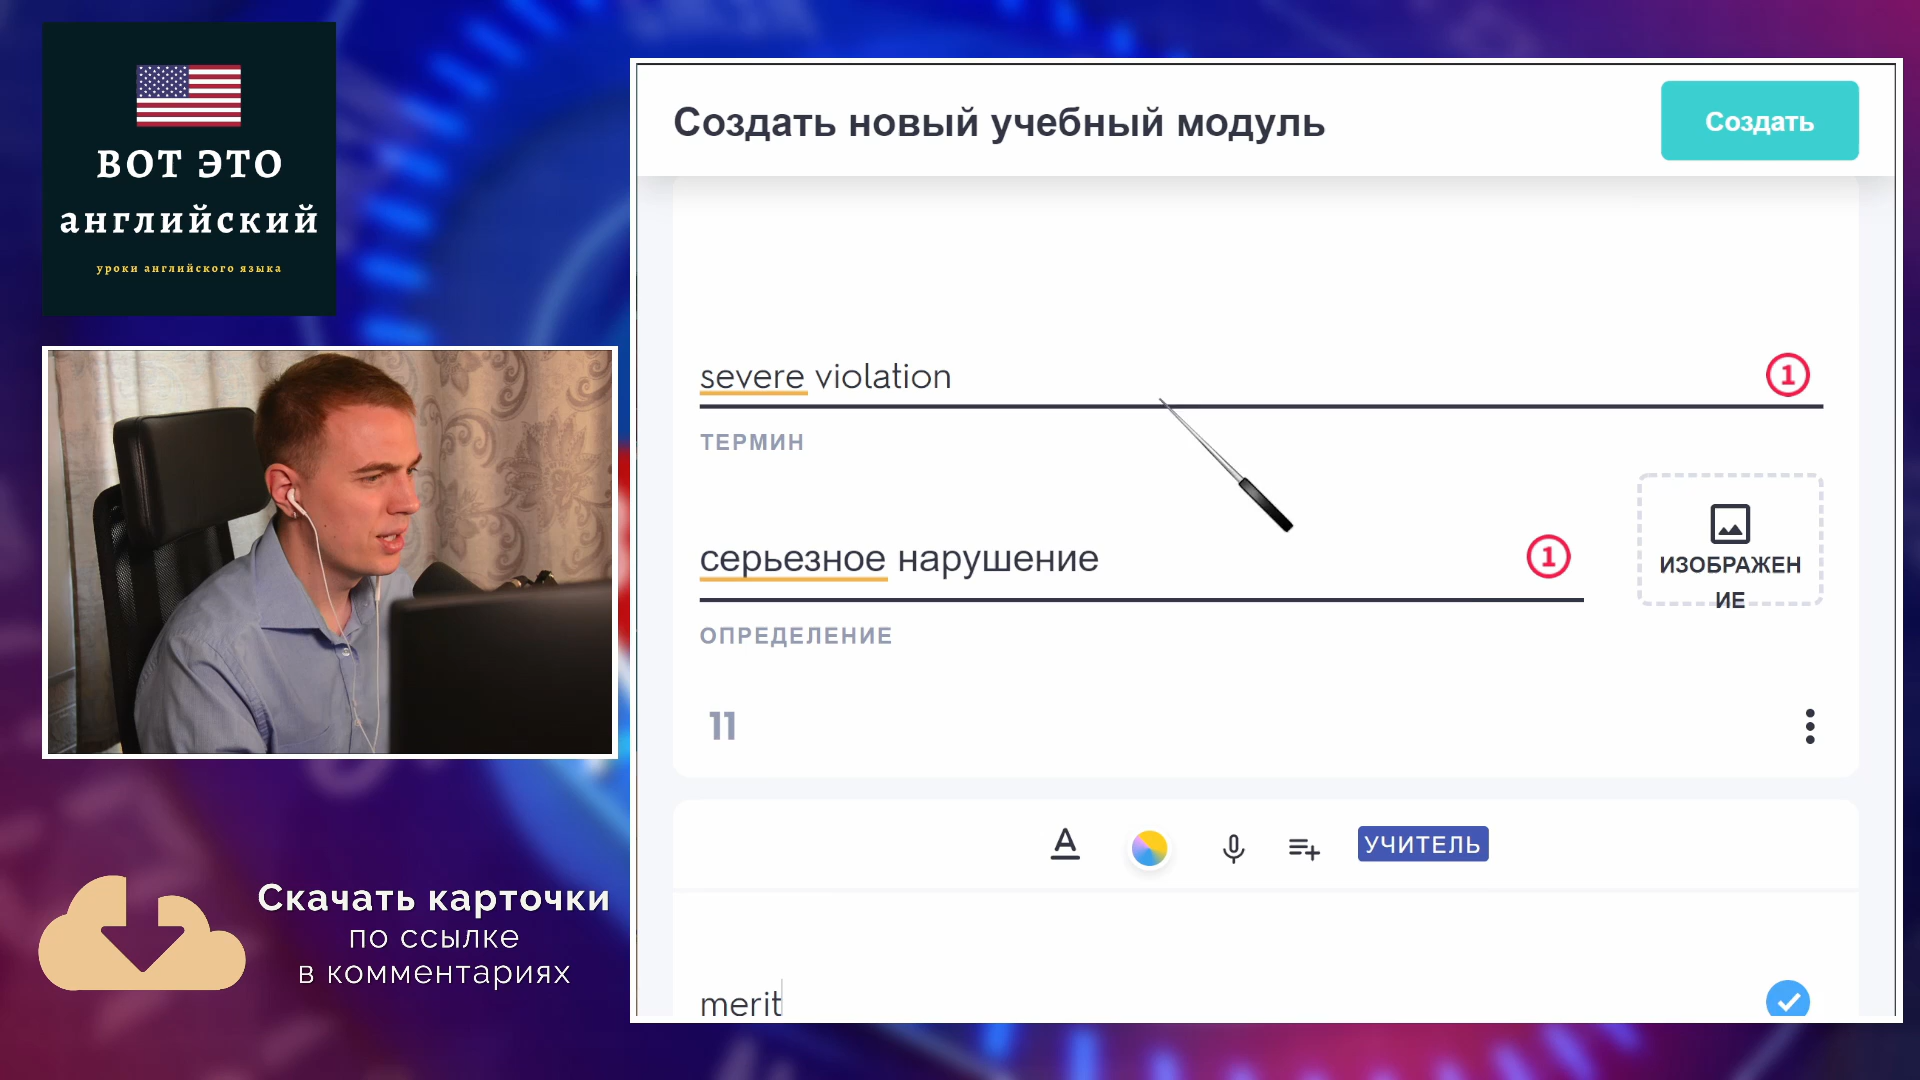 ВОТ ЭТО
английский
уроки английского языка
Скачать карточки
по ссылке
в комментариях
Создать новый учебный модуль
Создать
severe violation
1
ТЕРМИН
серьезное нарушение
1
ИЗОБРАЖЕН
ИЕ
ОПРЕДЕЛЕНИЕ
11
A
УЧИТЕЛЬ
merit